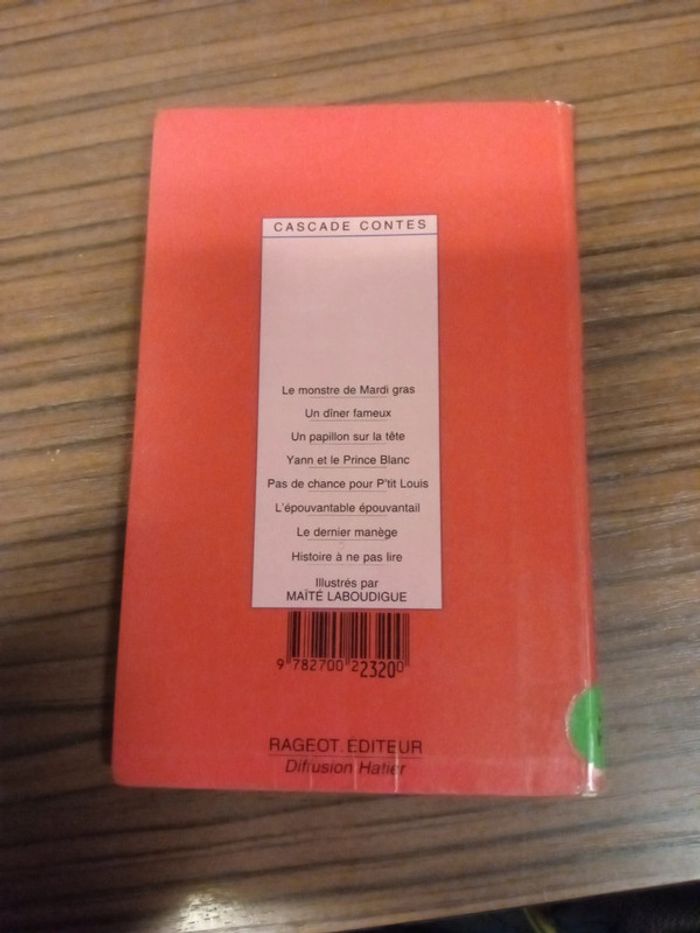 CASCADE CONTES
Le monstre de Mardi gras
Un dîner fameux
Un papillon sur la tête
Yann et le Prince Blanc
Pas de chance pour P'tit Louis
L'épouvantable épouvantail
Le dernier manège
Histoire à ne pas lire
Illustrés par
MAÏTÉ LABOUDIGUE
9 782700 223200
RAGEOT EDITEUR
Diffusion Hatier